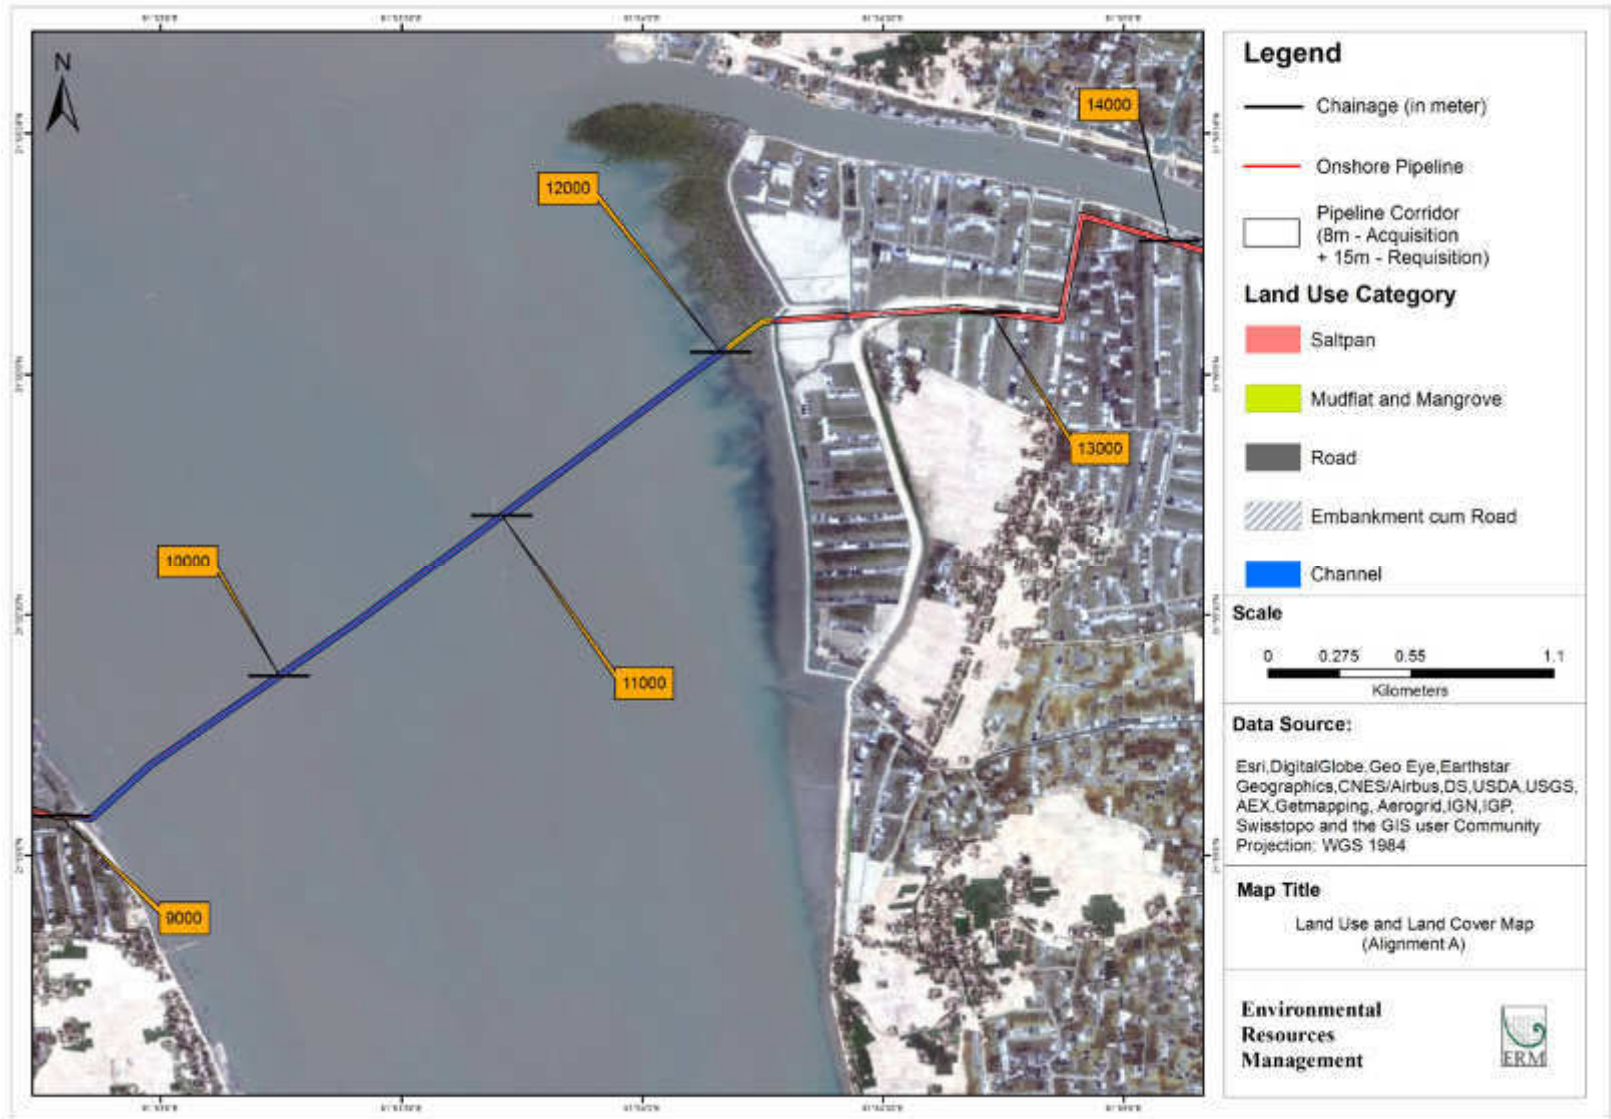 N
14000
12000
13000
10000
11000
9000
Legend
Chainage (in meter)
Onshore Pipeline
Pipeline Corridor
(8m - Acquisition
+ 15m - Requisition)
Land Use Category
Saltpan
Mudflat and Mangrove
Road
Embankment cum Road
Channel
Scale
0 0.275 0.55 1.1
Kilometers
Data Source:
Esri,DigitalGlobe,Geo Eye,Earthstar
Geographics,CNES/Airbus,DS,USDA,USGS,
AEX,Getmapping, Aerogrid,IGN,IGP,
Swisstopo and the GIS user Community
Projection: WGS 1984
Map Title
Land Use and Land Cover Map
(Alignment A)
Environmental
Resources
Management
ERM